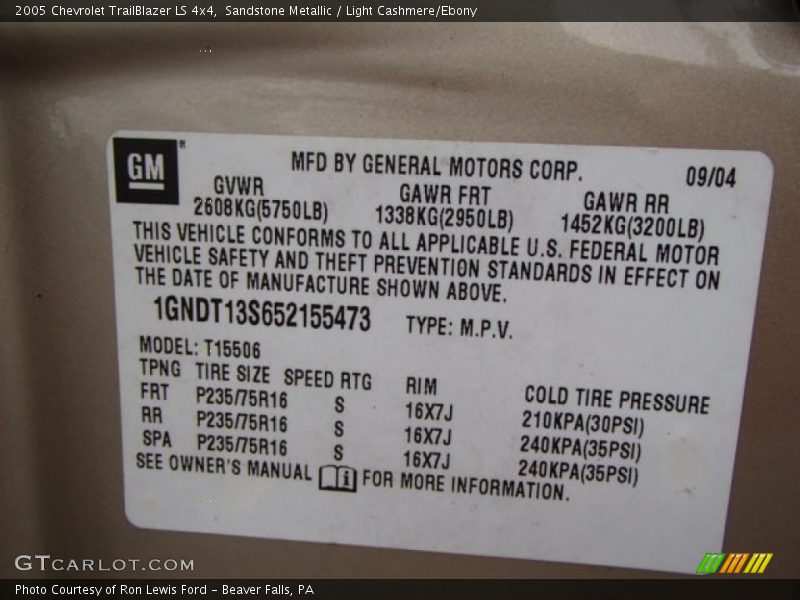 2005 Chevrolet TrailBlazer LS 4x4,  Sandstone Metallic / Light Cashmere/Ebony
GM
MFD BY GENERAL MOTORS CORP. 09/04
GVWR GAWR FRT GAWR RR
2608KG(5750LB) 1338KG(2950LB) 1452KG(3200LB)
THIS VEHICLE CONFORMS TO ALL APPLICABLE U.S. FEDERAL MOTOR
VEHICLE SAFETY AND THEFT PREVENTION STANDARDS IN EFFECT ON
THE DATE OF MANUFACTURE SHOWN ABOVE.
1GNDT13S652155473 TYPE: M.P.V.
MODEL: T15506
TPNG TIRE SIZE SPEED RTG RIM COLD TIRE PRESSURE
FRT P235/75R16 S 16X7J 210KPA(30PSI)
RR P235/75R16 S 16X7J 240KPA(35PSI)
SPA P235/75R16 S 16X7J 240KPA(35PSI)
SEE OWNER'S MANUAL i FOR MORE INFORMATION.
GTCARLOT.COM
Photo Courtesy of Ron Lewis Ford - Beaver Falls, PA